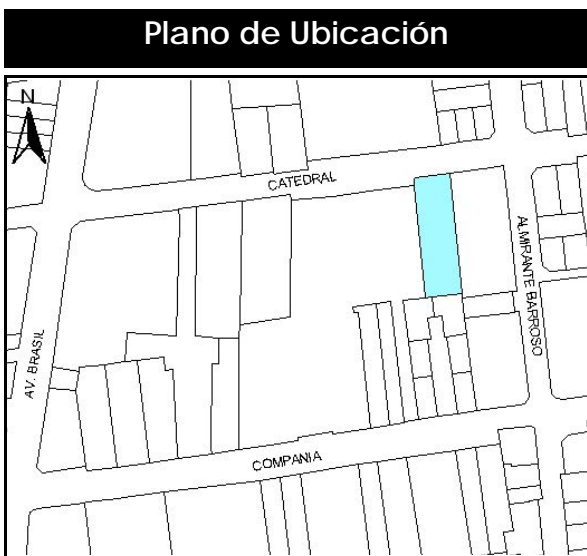 Plano de Ubicación
N
CATEDRAL
ALMIRANTE BARROSO
AV. BRASIL
COMPANIA